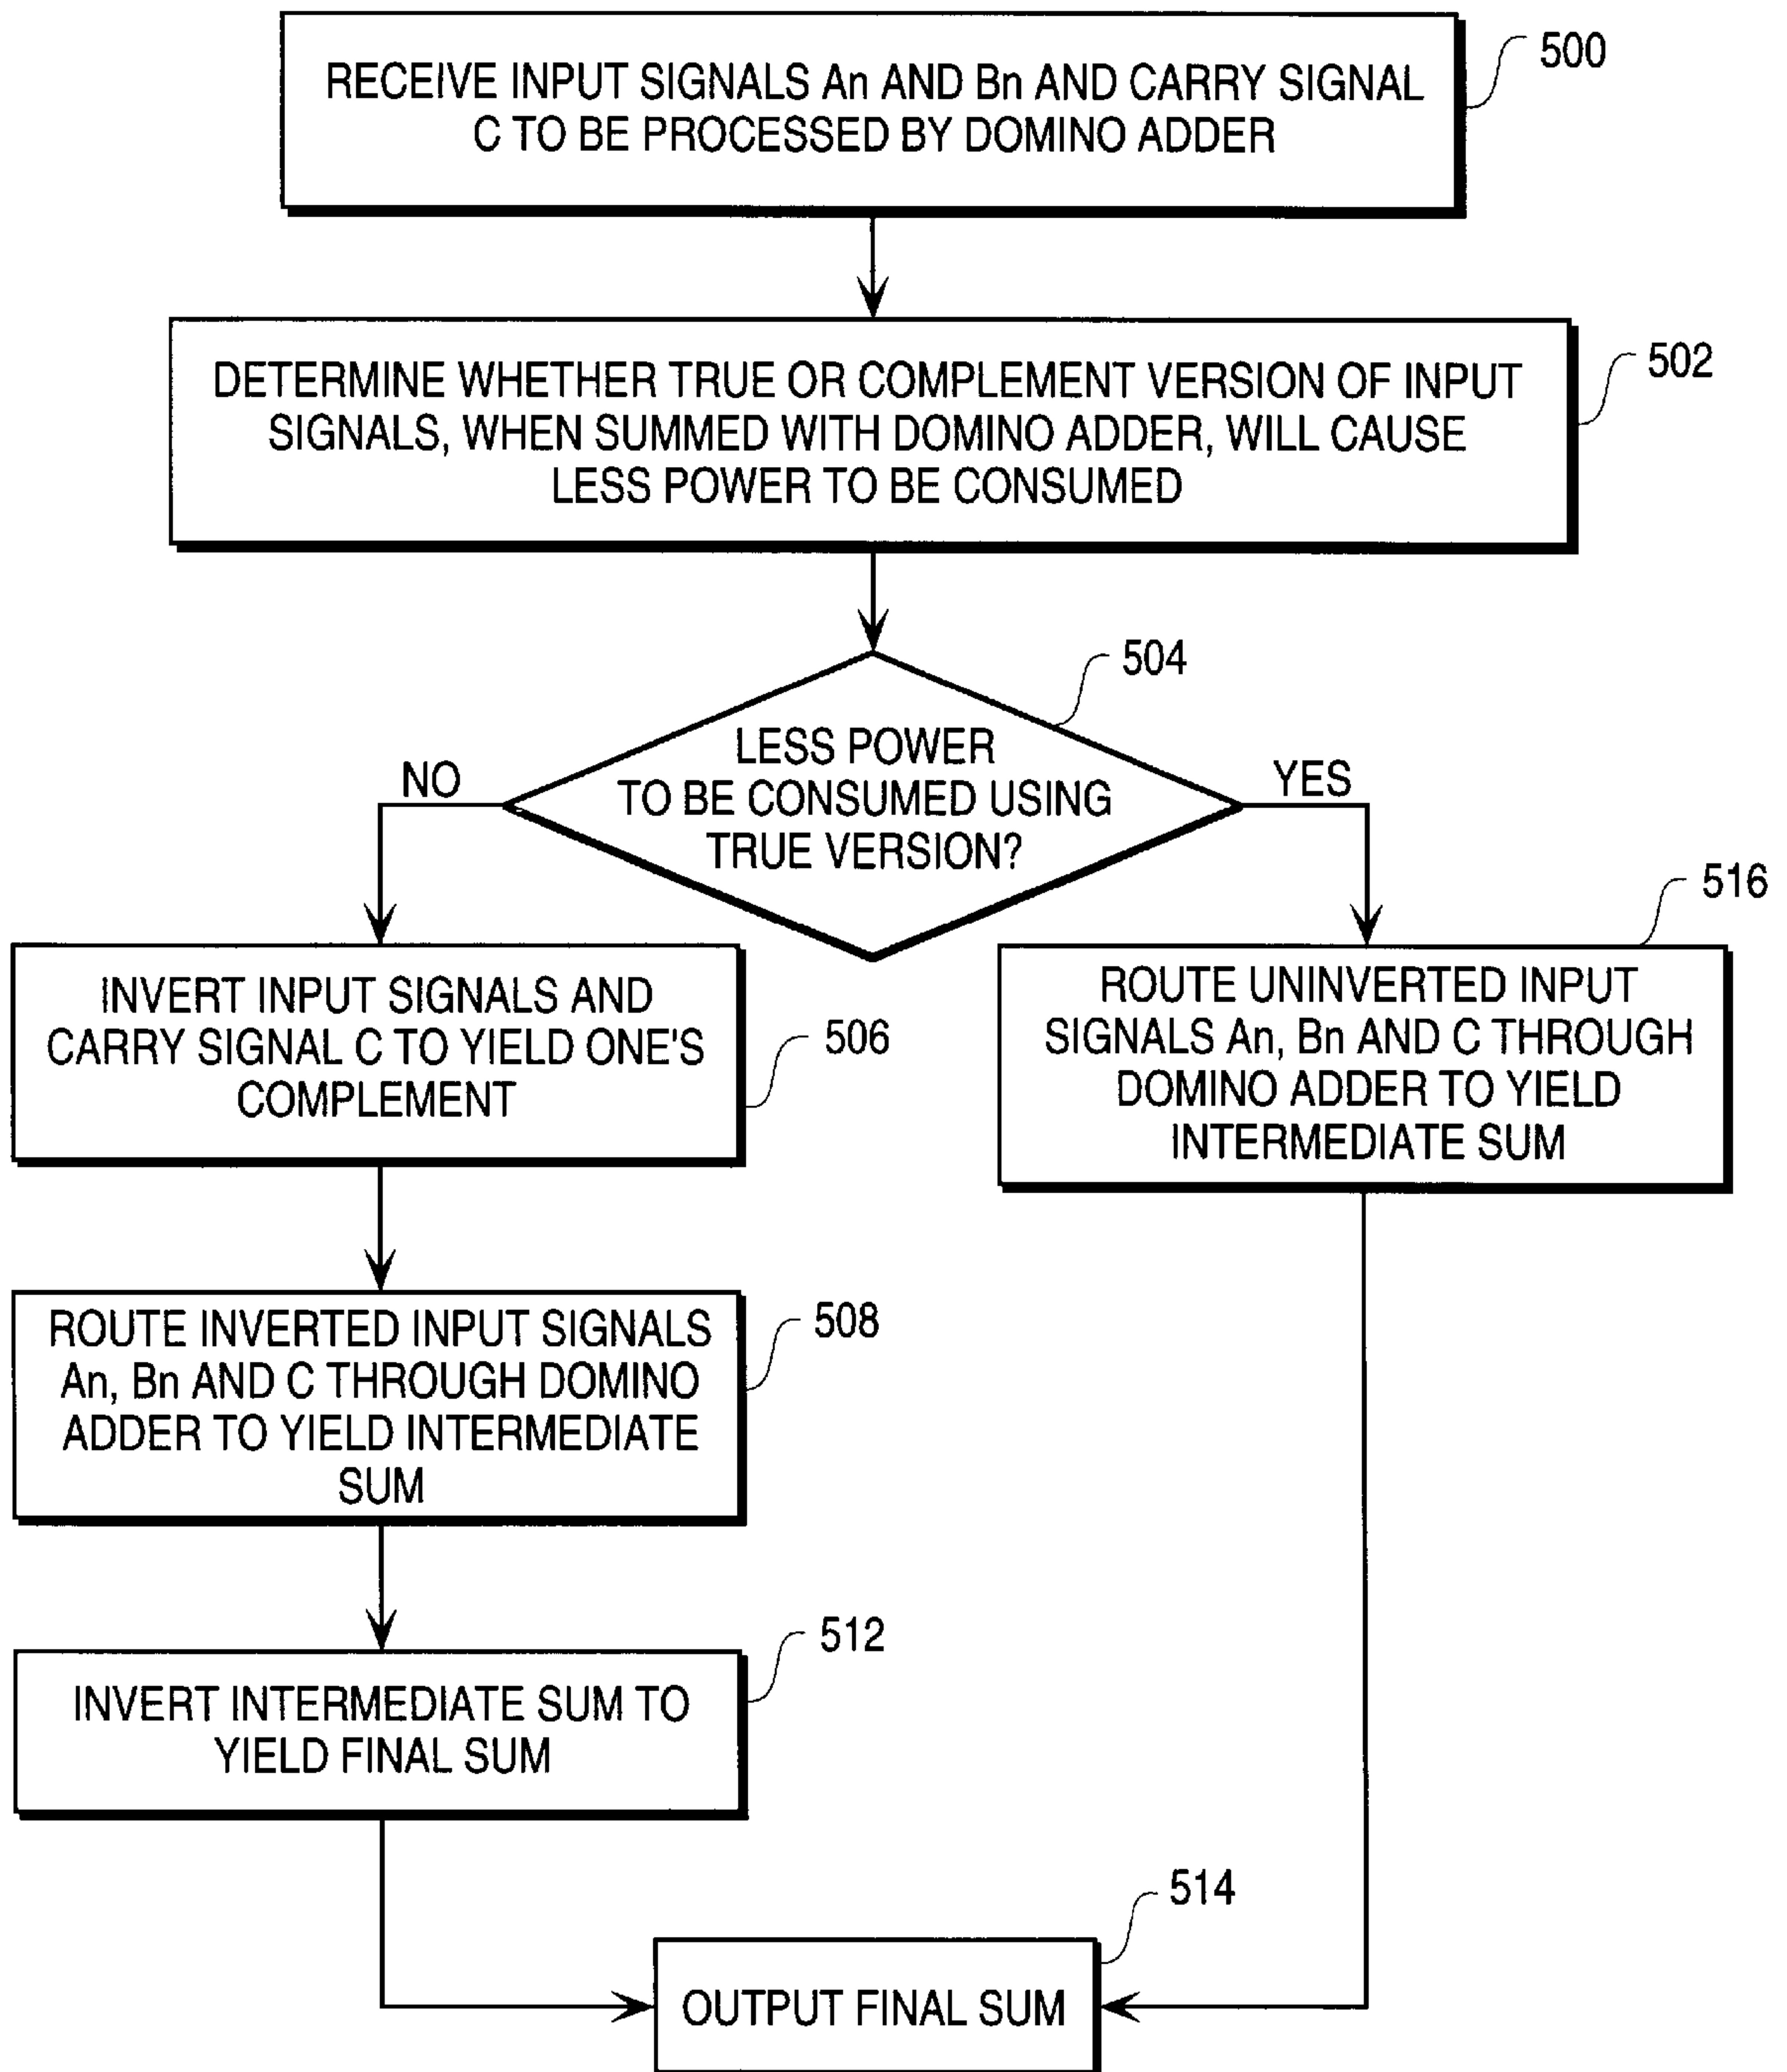 RECEIVE INPUT SIGNALS An AND Bn AND CARRY SIGNAL
C TO BE PROCESSED BY DOMINO ADDER
500
DETERMINE WHETHER TRUE OR COMPLEMENT VERSION OF INPUT
SIGNALS, WHEN SUMMED WITH DOMINO ADDER, WILL CAUSE
LESS POWER TO BE CONSUMED
502
504
LESS POWER
TO BE CONSUMED USING
TRUE VERSION?
NO
YES
INVERT INPUT SIGNALS AND
CARRY SIGNAL C TO YIELD ONE'S
COMPLEMENT
506
516
ROUTE UNINVERTED INPUT
SIGNALS An, Bn AND C THROUGH
DOMINO ADDER TO YIELD
INTERMEDIATE SUM
ROUTE INVERTED INPUT SIGNALS
An, Bn AND C THROUGH DOMINO
ADDER TO YIELD INTERMEDIATE
SUM
508
INVERT INTERMEDIATE SUM TO
YIELD FINAL SUM
512
514
OUTPUT FINAL SUM